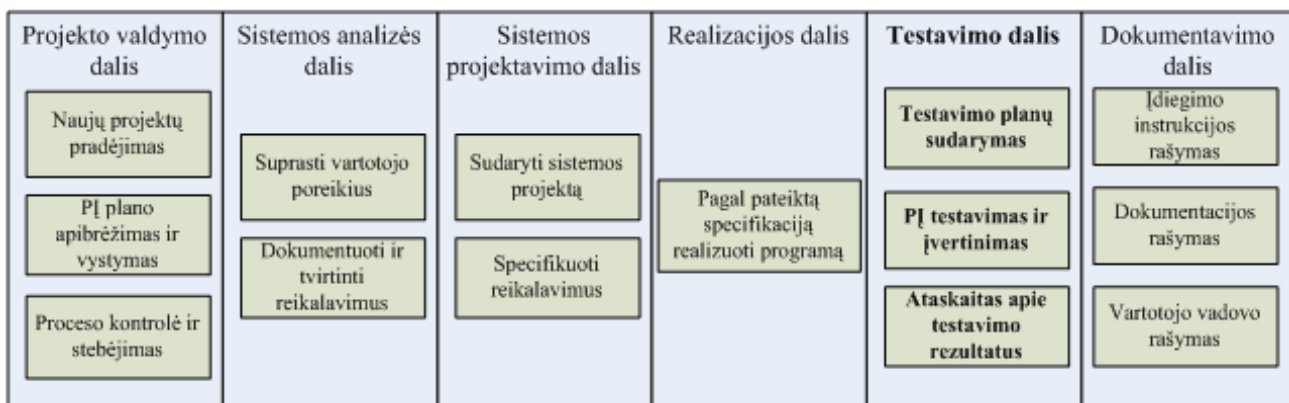 Projekto valdymo
dalis
Naujų projektų
pradėjimas
PĮ plano
apibrėžimas ir
vystymas
Proceso kontrolė ir
stebėjimas
Sistemos analizės
dalis
Suprasti vartotojo
poreikius
Dokumentuoti ir
tvirtinti
reikalavimus
Sistemos
projektavimo dalis
Sudaryti sistemos
projektą
Specifikuoti
reikalavimus
Realizacijos dalis
Pagal pateiktą
specifikaciją
realizuoti programą
Testavimo dalis
Testavimo planų
sudarymas
PĮ testavimas ir
įvertinimas
Ataskaitas apie
testavimo
rezultatus
Dokumentavimo
dalis
Įdiegimo
instrukcijos
rašymas
Dokumentacijos
rašymas
Vartotojo vadovo
rašymas